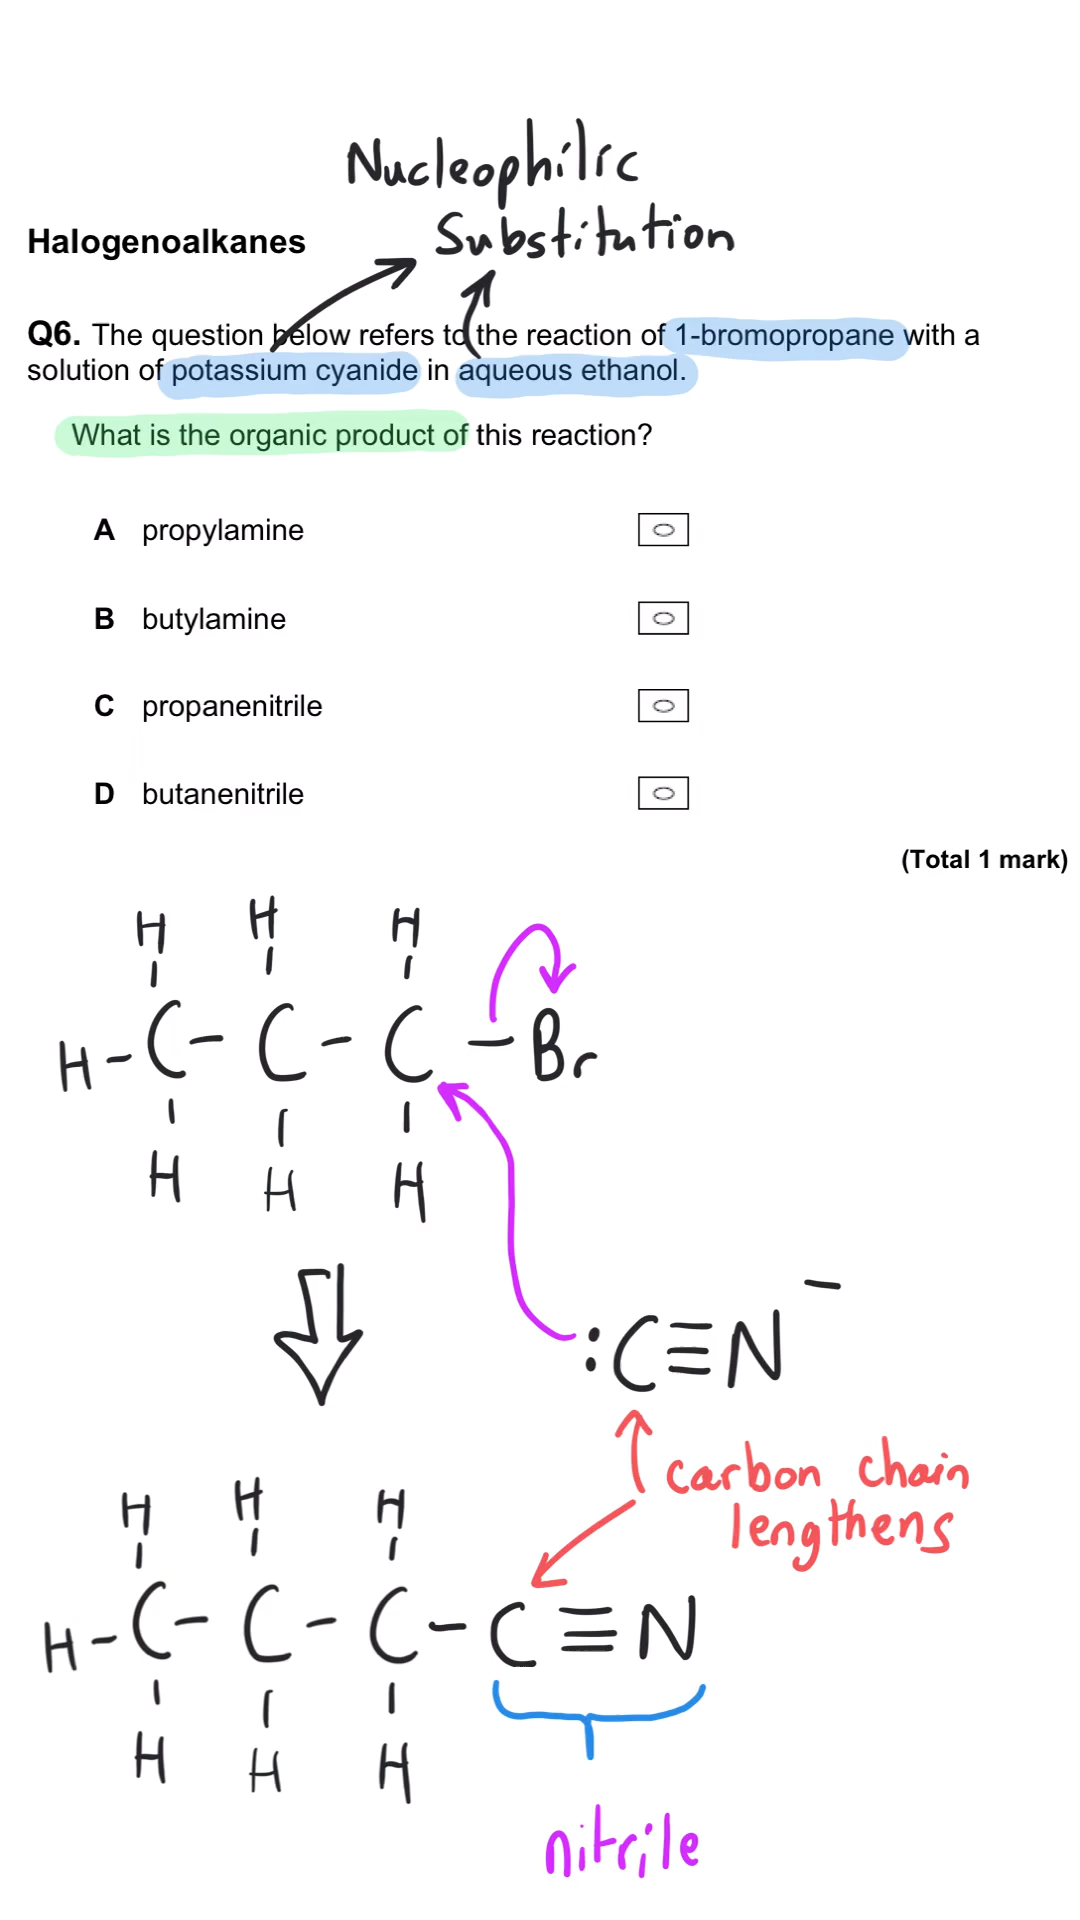 Nucleophilic
Substitution
Halogenoalkanes
Q6. The question below refers to the reaction of 1-bromopropane with a
solution of potassium cyanide in aqueous ethanol.
What is the organic product of this reaction?
A propylamine
B butylamine
C propanenitrile
D butanenitrile
(Total 1 mark)
H H H
H-C-C-C-Br
H H H
:C≡N −
carbon chain
lengthens
H H H
H-C-C-C-C≡N
H H H
nitrile